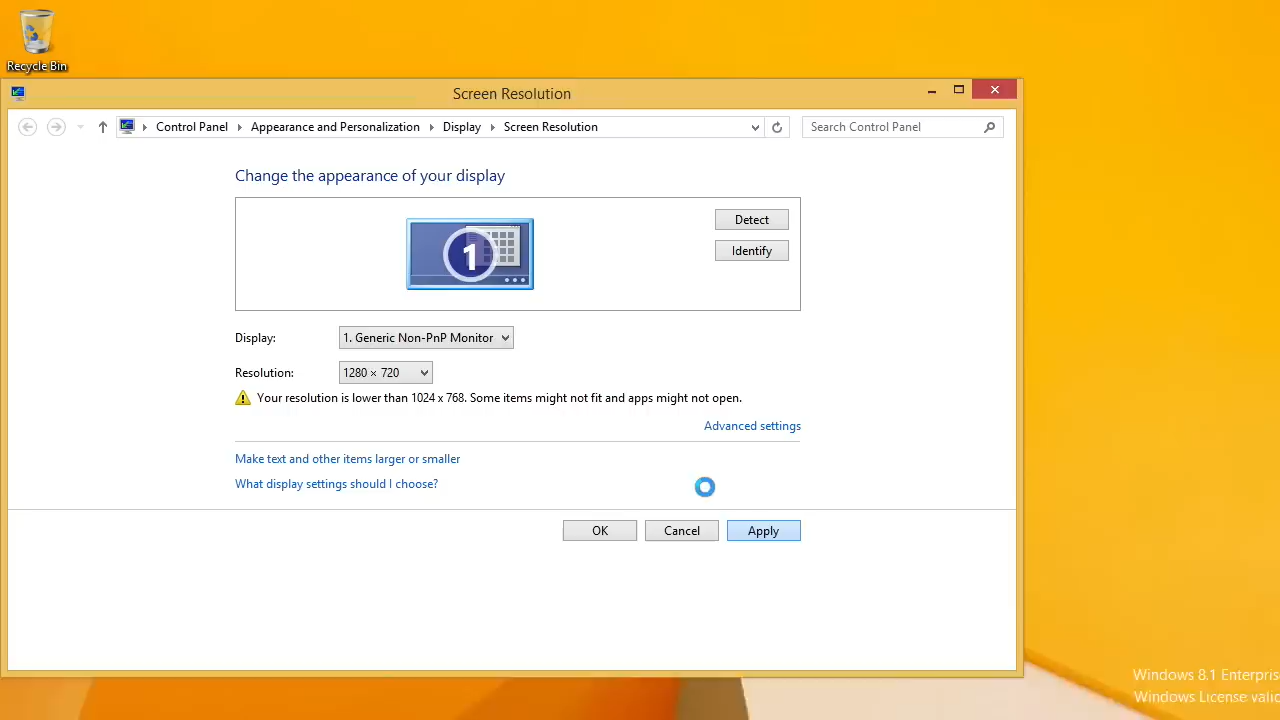 Recycle Bin
Screen Resolution
Control Panel Appearance and Personalization Display Screen Resolution Search Control Panel
Change the appearance of your display
1
Detect
Identify
Display: 1. Generic Non-PnP Monitor
Resolution: 1280 × 720
Your resolution is lower than 1024 x 768. Some items might not fit and apps might not open.
Advanced settings
Make text and other items larger or smaller
What display settings should I choose?
OK Cancel Apply
Windows 8.1 Enterpris
Windows License valid